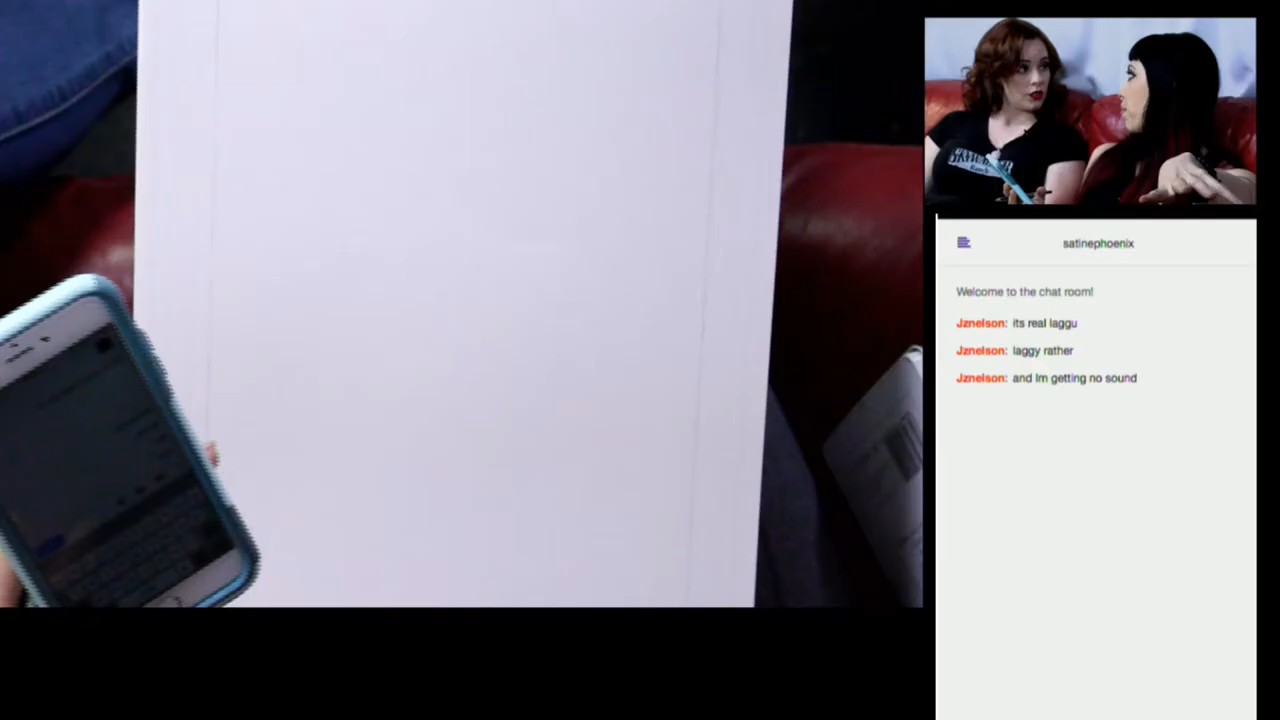 satinephoenix
Welcome to the chat room!
Jznelson: its real laggu
Jznelson: laggy rather
Jznelson: and Im getting no sound